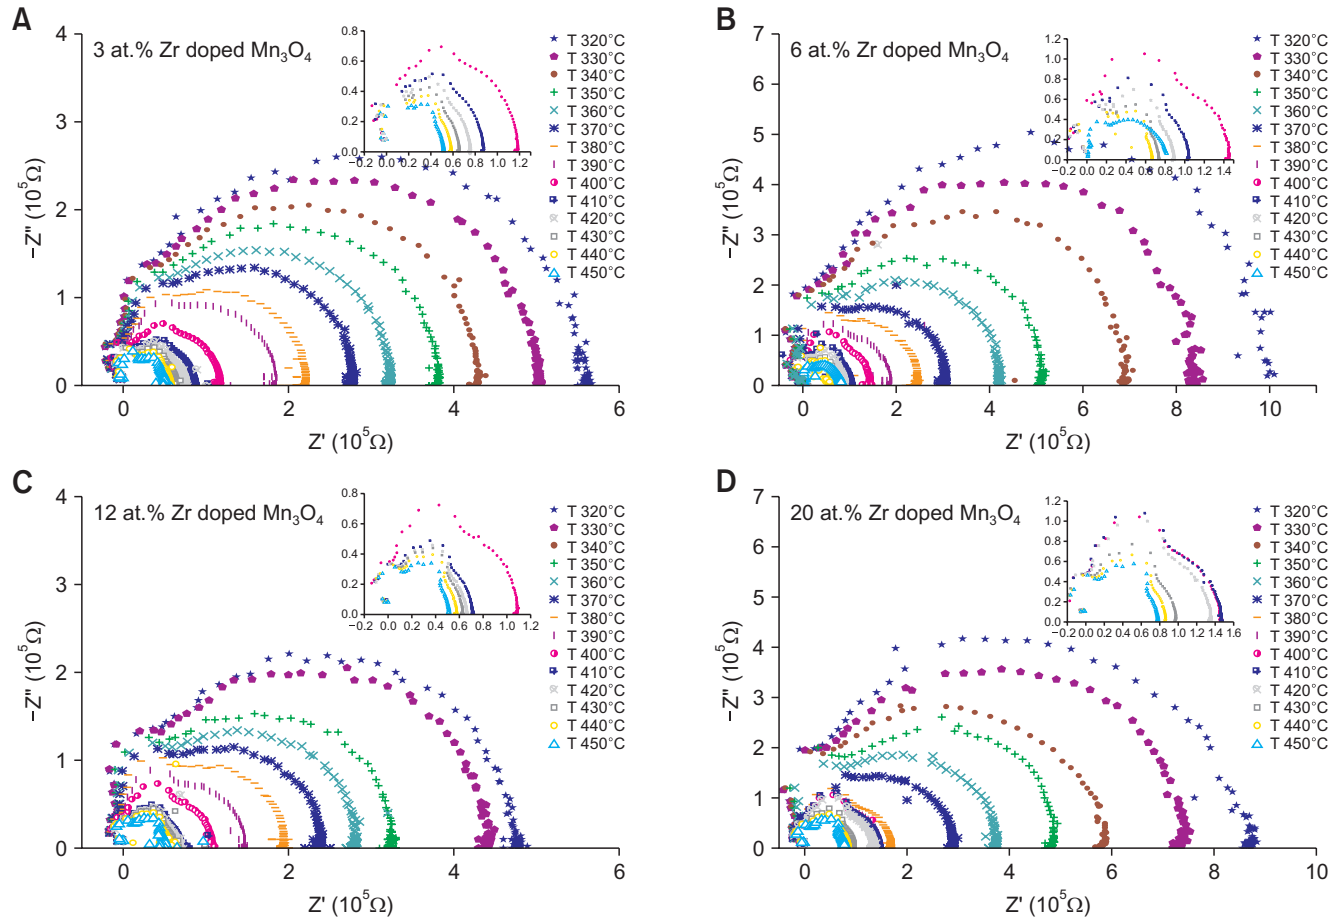 A
3 at.% Zr doped Mn₃O₄
−Z'' (10⁵Ω)
4
3
2
1
0
0 2 4 6
Z' (10⁵Ω)
0.8
0.6
0.4
0.2
0.0
−0.2 0.0 0.2 0.4 0.6 0.8 1.0 1.2
T 320°C
T 330°C
T 340°C
T 350°C
T 360°C
T 370°C
T 380°C
T 390°C
T 400°C
T 410°C
T 420°C
T 430°C
T 440°C
T 450°C
B
6 at.% Zr doped Mn₃O₄
−Z'' (10⁵Ω)
7
6
5
4
3
2
1
0
0 2 4 6 8 10
Z' (10⁵Ω)
1.2
1.0
0.8
0.6
0.4
0.2
0.0
−0.2 0.0 0.2 0.4 0.6 0.8 1.0 1.2 1.4
T 320°C
T 330°C
T 340°C
T 350°C
T 360°C
T 370°C
T 380°C
T 390°C
T 400°C
T 410°C
T 420°C
T 430°C
T 440°C
T 450°C
C
12 at.% Zr doped Mn₃O₄
−Z'' (10⁵Ω)
4
3
2
1
0
0 2 4 6
Z' (10⁵Ω)
0.8
0.6
0.4
0.2
0.0
−0.2 0.0 0.2 0.4 0.6 0.8 1.0 1.2
T 320°C
T 330°C
T 340°C
T 350°C
T 360°C
T 370°C
T 380°C
T 390°C
T 400°C
T 410°C
T 420°C
T 430°C
T 440°C
T 450°C
D
20 at.% Zr doped Mn₃O₄
−Z'' (10⁵Ω)
7
6
5
4
3
2
1
0
0 2 4 6 8 10
Z' (10⁵Ω)
1.2
1.0
0.8
0.6
0.4
0.2
0.0
−0.2 0.0 0.2 0.4 0.6 0.8 1.0 1.2 1.4 1.6
T 320°C
T 330°C
T 340°C
T 350°C
T 360°C
T 370°C
T 380°C
T 390°C
T 400°C
T 410°C
T 420°C
T 430°C
T 440°C
T 450°C